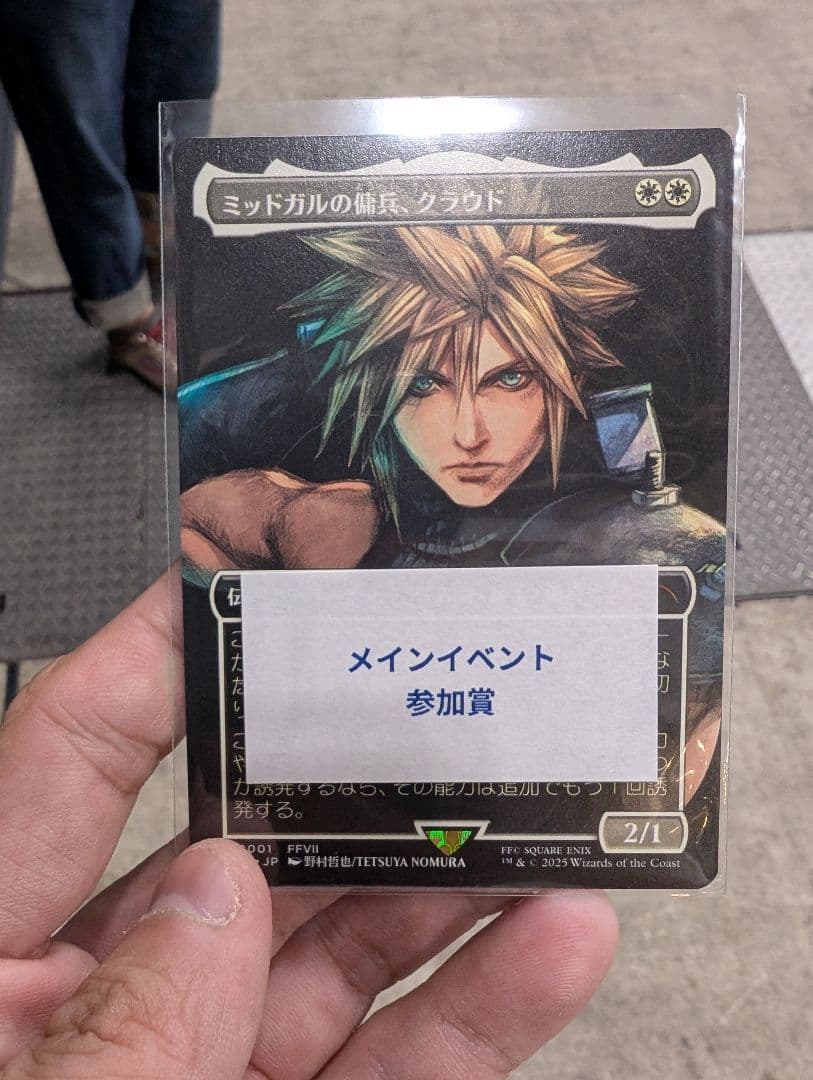 ミッドガルの傭兵、クラウド
メインイベント
参加賞
が誘発するなら、その能力は追加でもう1回誘
発する。
2/1
0001 FFVII
JP 野村哲也/TETSUYA NOMURA
FF© SQUARE ENIX
™ & © 2025 Wizards of the Coast